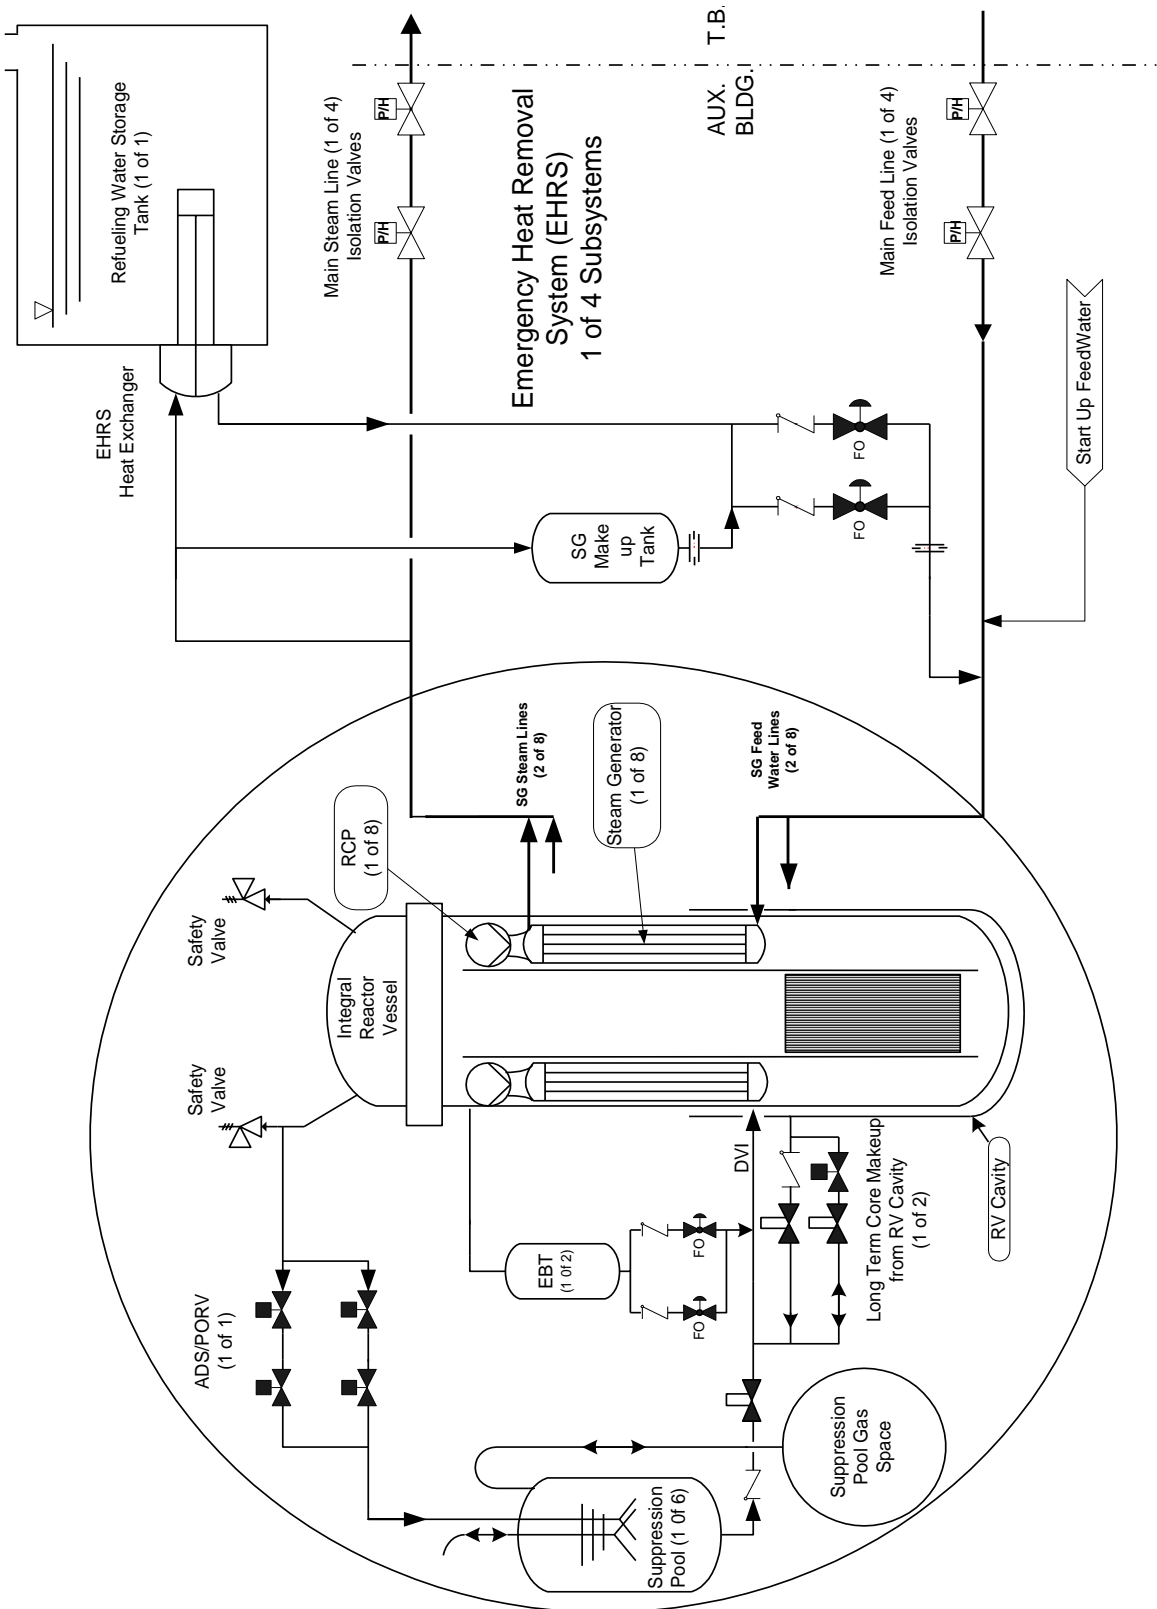 T.B.
AUX.
BLDG.
Refueling Water Storage
Tank (1 of 1)
P/H
P/H
Main Steam Line (1 of 4)
Isolation Valves
Emergency Heat Removal
System (EHRS)
1 of 4 Subsystems
P/H
P/H
Main Feed Line (1 of 4)
Isolation Valves
EHRS
Heat Exchanger
SG
Make
up
Tank
FO
FO
Start Up FeedWater
SG Steam Lines
(2 of 8)
Steam Generator
(1 of 8)
SG Feed
Water Lines
(2 of 8)
RCP
(1 of 8)
Safety
Valve
Integral
Reactor
Vessel
Safety
Valve
DVI
RV Cavity
Long Term Core Makeup
from RV Cavity
(1 of 2)
EBT
(1 0f 2)
FO
FO
ADS/PORV
(1 of 1)
Suppression
Pool (1 0f 6)
Suppression
Pool Gas
Space